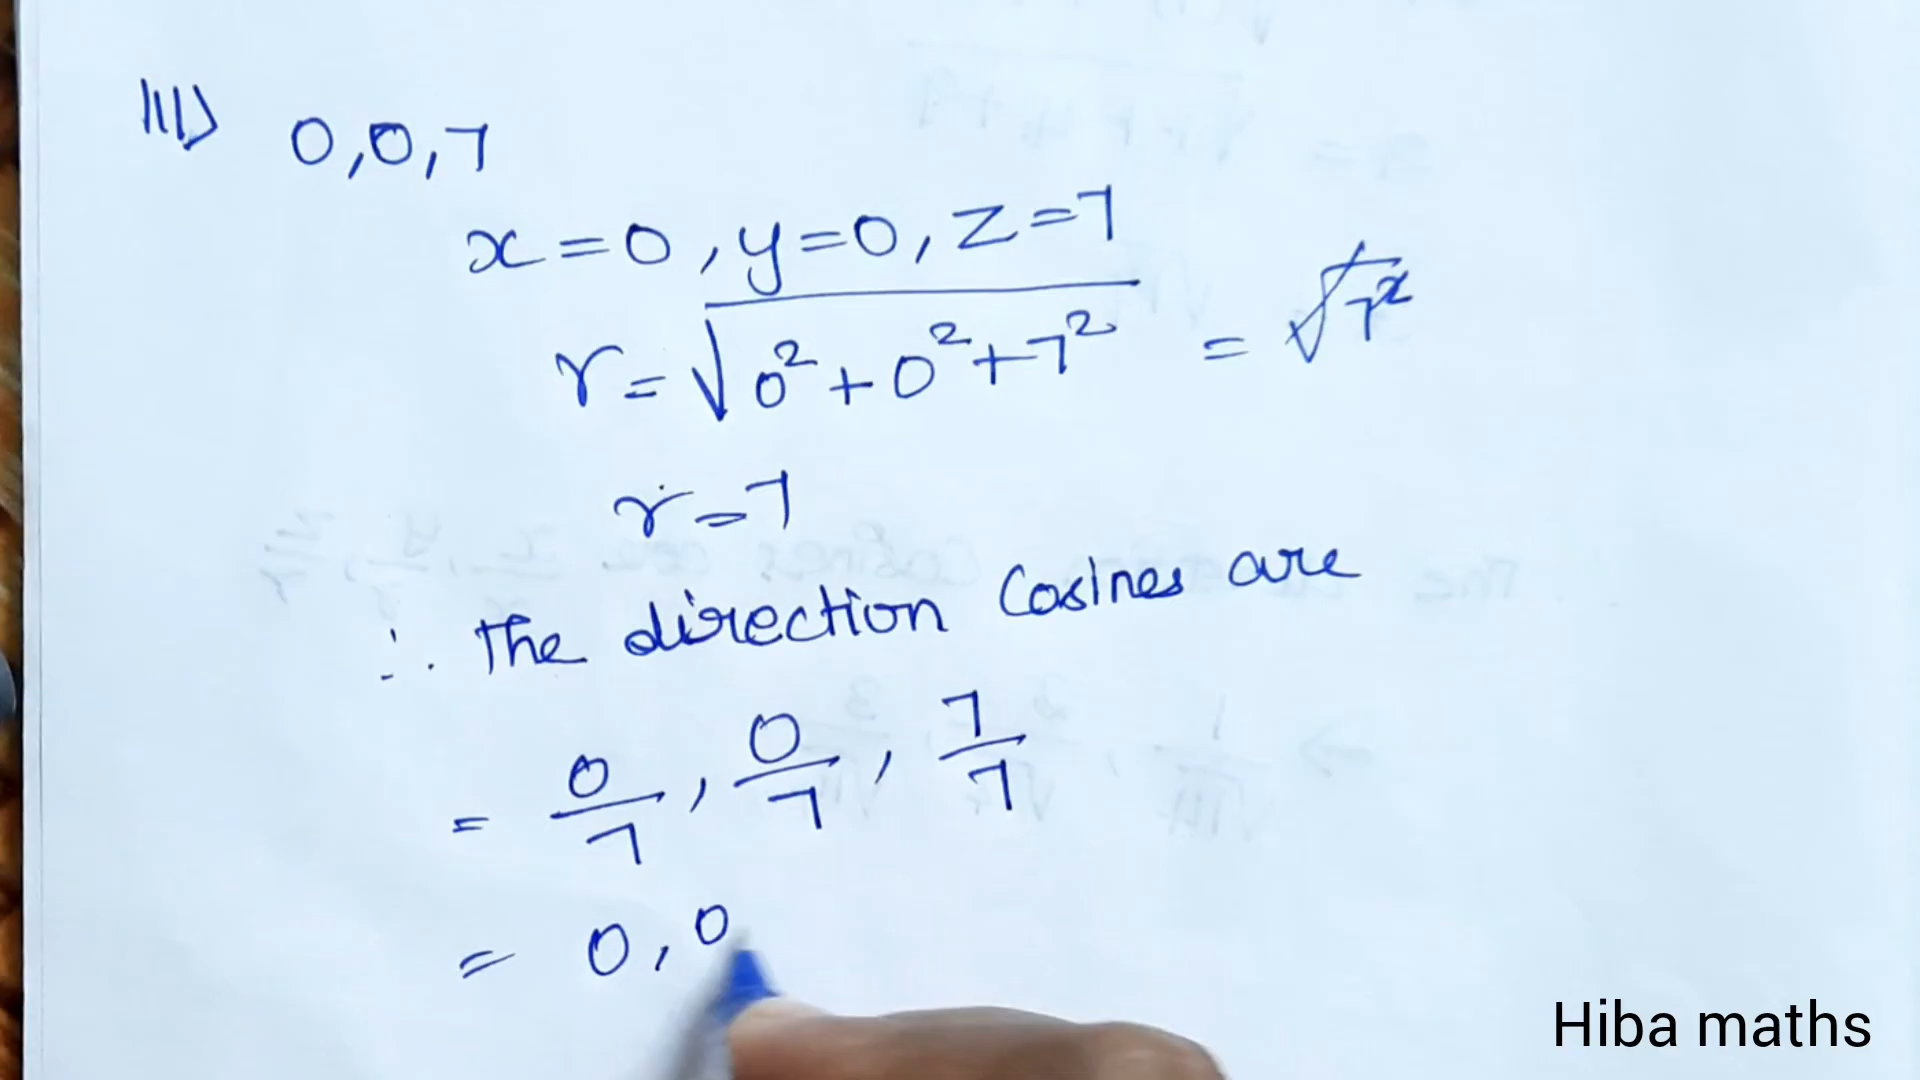 III) 0,0,7
x=0, y=0, z=7
r = √0²+0²+7² = √7²
r=7
∴ The direction Cosines are
= 0/7, 0/7, 7/7
= 0, 0
Hiba maths